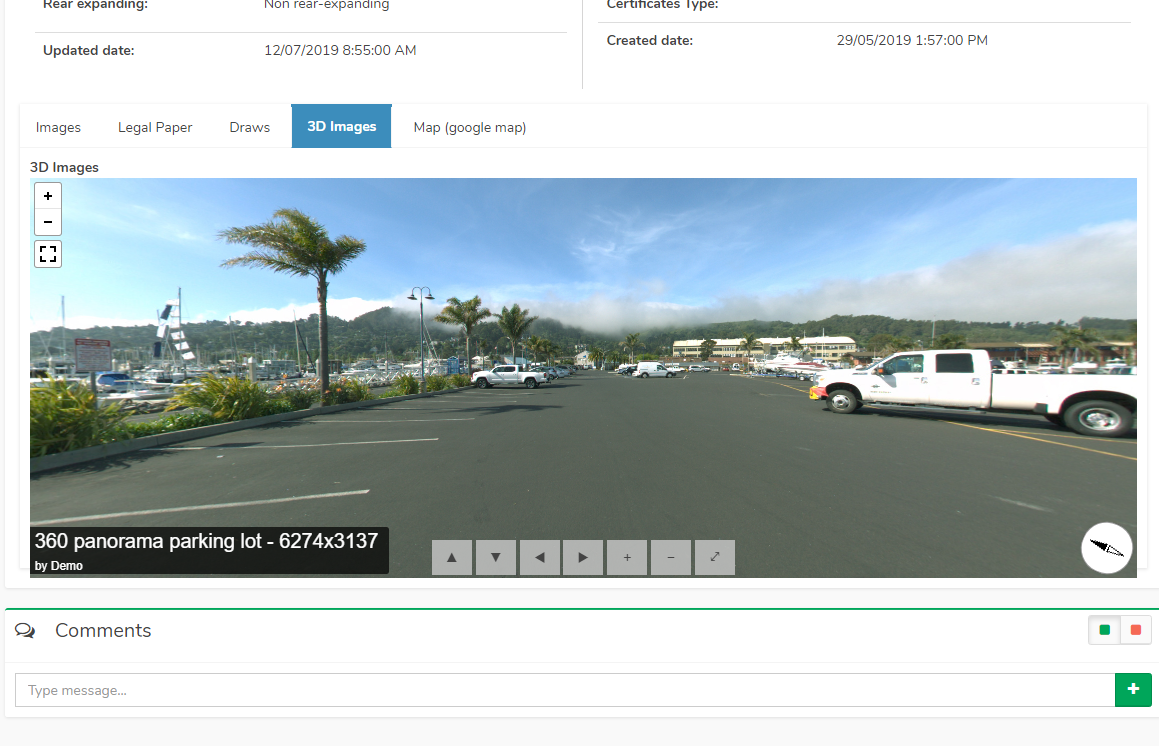 Rear expanding: Non rear-expanding
Certificates Type:
Updated date: 12/07/2019 8:55:00 AM
Created date: 29/05/2019 1:57:00 PM
Images Legal Paper Draws 3D Images Map (google map)
3D Images
+
−
360 panorama parking lot - 6274x3137
by Demo
+ −
Comments
Type message...
+